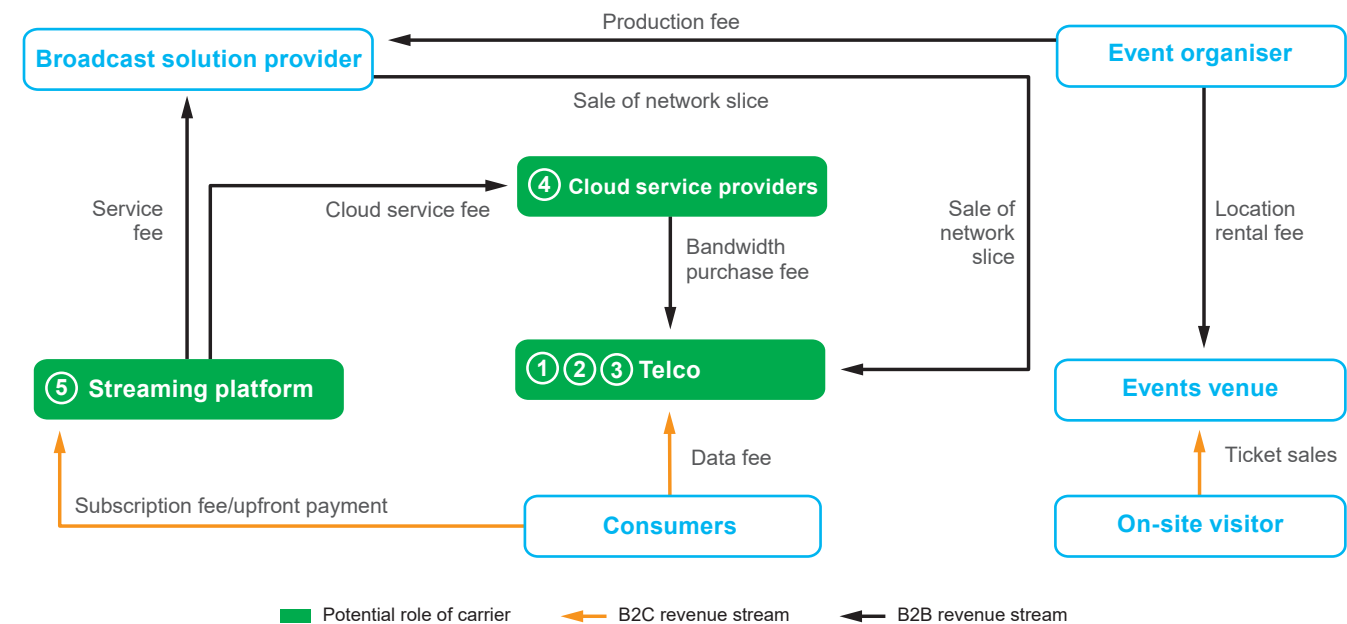 Production fee
Broadcast solution provider
Event organiser
Sale of network slice
④ Cloud service providers
Service
fee
Cloud service fee
Sale of
network
slice
Location
rental fee
Bandwidth
purchase fee
⑤ Streaming platform
① ② ③ Telco
Events venue
Data fee
Ticket sales
Subscription fee/upfront payment
Consumers
On-site visitor
Potential role of carrier
B2C revenue stream
B2B revenue stream